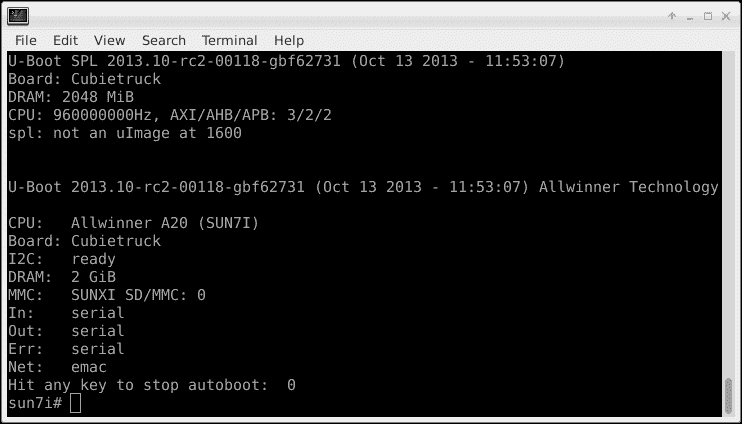 File Edit View Search Terminal Help
U-Boot SPL 2013.10-rc2-00118-gbf62731 (Oct 13 2013 - 11:53:07)
Board: Cubietruck
DRAM: 2048 MiB
CPU: 960000000Hz, AXI/AHB/APB: 3/2/2
spl: not an uImage at 1600
U-Boot 2013.10-rc2-00118-gbf62731 (Oct 13 2013 - 11:53:07) Allwinner Technology
CPU:   Allwinner A20 (SUN7I)
Board: Cubietruck
I2C:   ready
DRAM:  2 GiB
MMC:   SUNXI SD/MMC: 0
In:    serial
Out:   serial
Err:   serial
Net:   emac
Hit any key to stop autoboot:  0
sun7i#